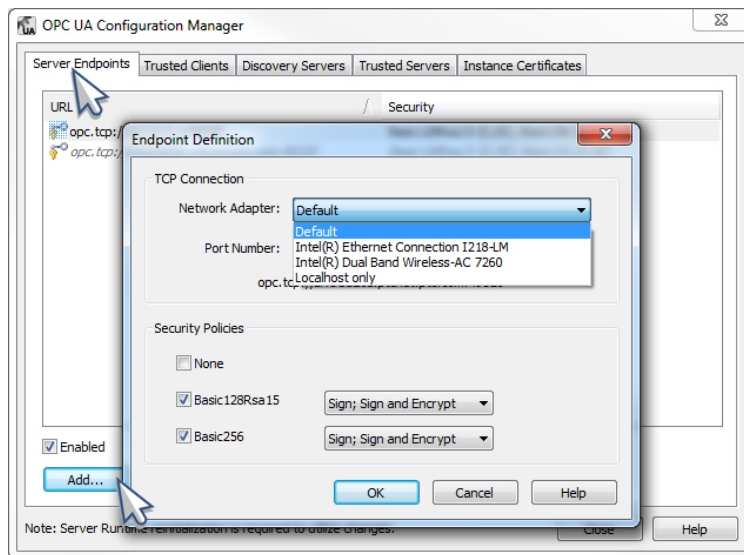 OPC UA Configuration Manager
Server Endpoints Trusted Clients Discovery Servers Trusted Servers Instance Certificates
URL / Security
opc.tcp:/
opc.tcp:/
Endpoint Definition
TCP Connection
Network Adapter: Default
Default
Intel(R) Ethernet Connection I218-LM
Port Number:
Intel(R) Dual Band Wireless-AC 7260
Localhost only
opc.tcp:
Security Policies
None
Basic128Rsa15 Sign; Sign and Encrypt
Basic256 Sign; Sign and Encrypt
Enabled
Add...
OK Cancel Help
Note: Server Runtime reinitialization is required to utilize changes.
Close Help